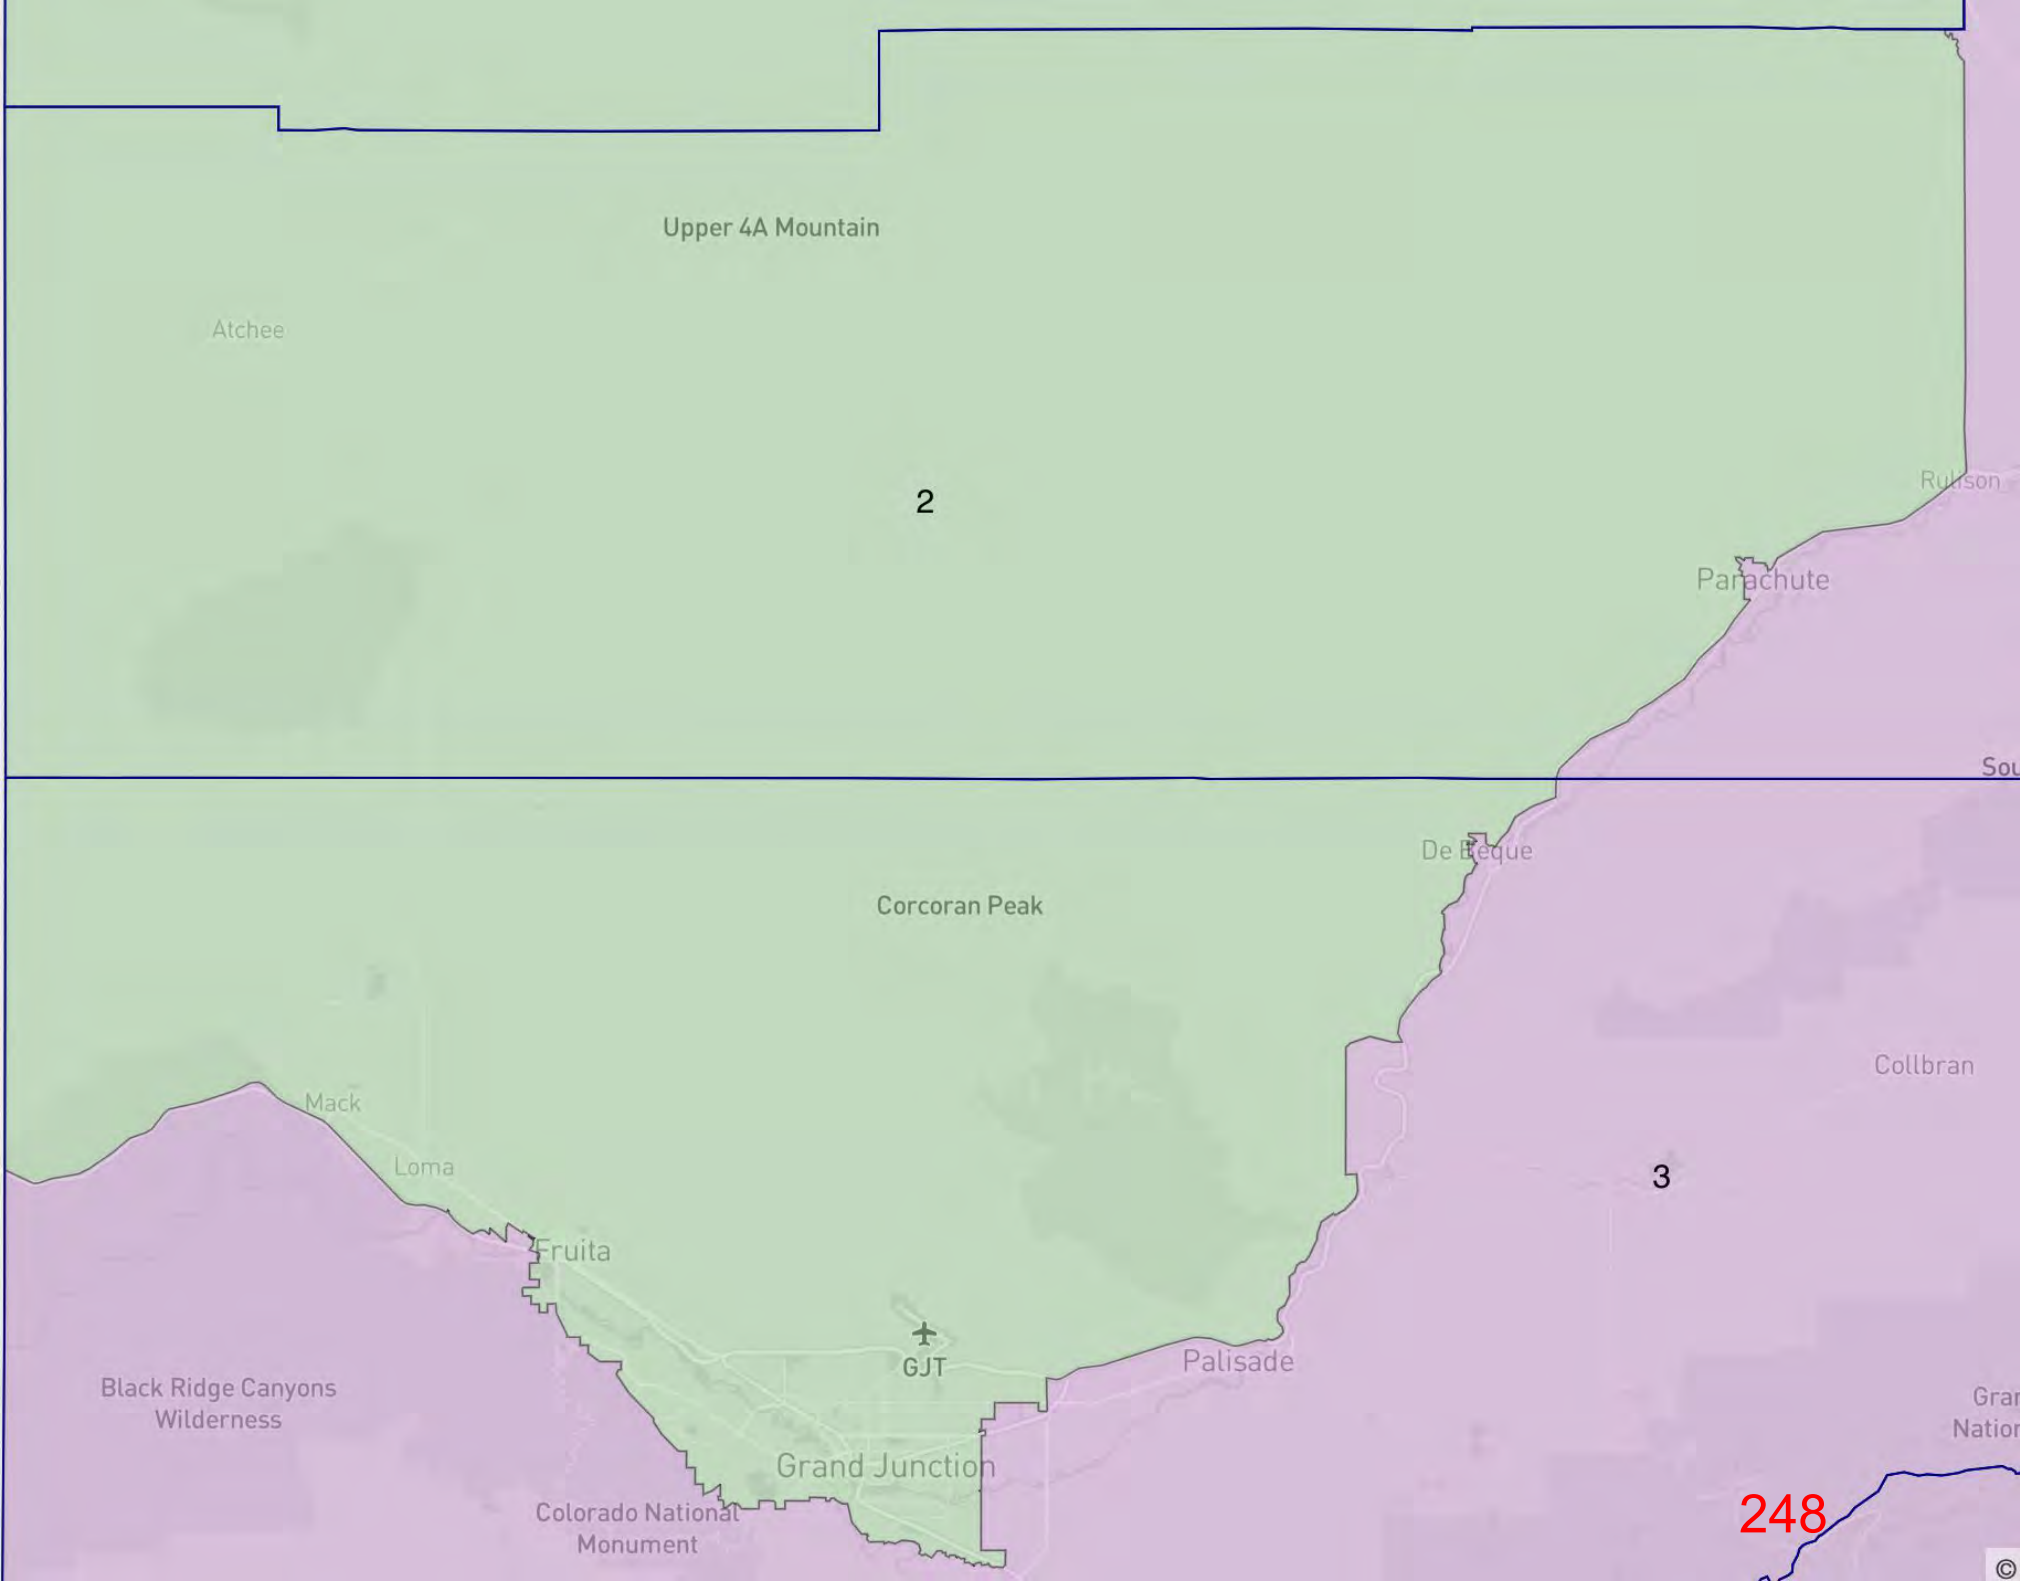 Upper 4A Mountain
Atchee
Rulison
2
Parachute
Sou
De Beque
Corcoran Peak
Collbran
Mack
Loma
3
Fruita
GJT
Palisade
Black Ridge Canyons
Wilderness
Gran
Nation
Grand Junction
Colorado National
Monument
248
©